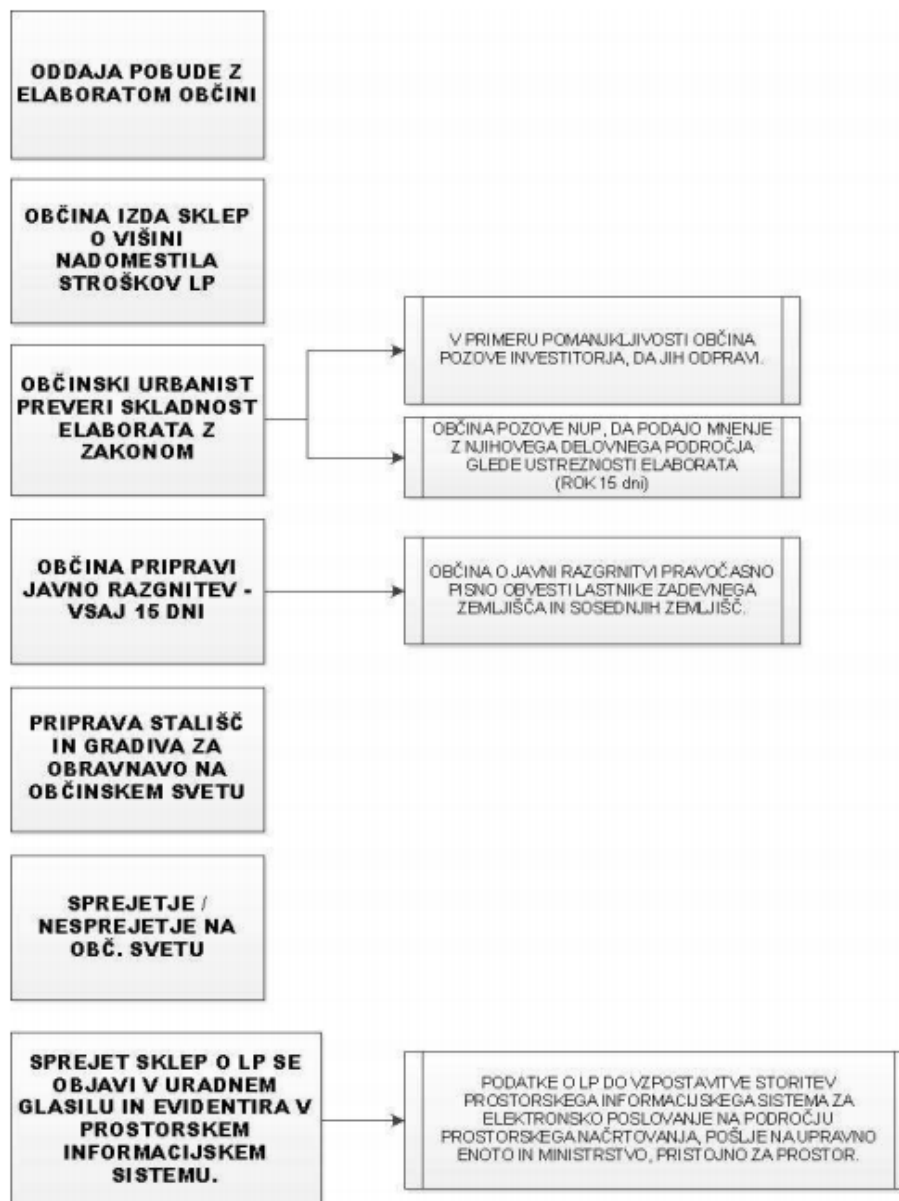 ODDAJA POBUDE Z
ELABORATOM OBČINI
OBČINA IZDA SKLEP
O VIŠINI
NADOMESTILA
STROŠKOV LP
OBČINSKI URBANIST
PREVERI SKLADNOST
ELABORATA Z
ZAKONOM
V PRIMERU POMANJKLJIVOSTI OBČINA
POZOVE INVESTITORJA, DA JIH ODPRAVI.
OBČINA POZOVE NUP, DA PODAJO MNENJE
Z NJIHOVEGA DELOVNEGA PODROČJA
GLEDE USTREZNOSTI ELABORATA
(ROK 15 dni)
OBČINA PRIPRAVI
JAVNO RAZGNITEV -
VSAJ 15 DNI
OBČINA O JAVNI RAZGRNITVI PRAVOČASNO
PISNO OBVESTI LASTNIKE ZADEVNEGA
ZEMLJIŠČA IN SOSEDNJIH ZEMLJIŠČ.
PRIPRAVA STALIŠČ
IN GRADIVA ZA
OBRAVNAVO NA
OBČINSKEM SVETU
SPREJETJE /
NESPREJETJE NA
OBČ. SVETU
SPREJET SKLEP O LP SE
OBJAVI V URADNEM
GLASILU IN EVIDENTIRA V
PROSTORSKEM
INFORMACIJSKEM
SISTEMU.
PODATKE O LP DO VZPOSTAVITVE STORITEV
PROSTORSKEGA INFORMACIJSKEGA SISTEMA ZA
ELEKTRONSKO POSLOVANJE NA PODROČJU
PROSTORSKEGA NAČRTOVANJA, POŠLJE NA UPRAVNO
ENOTO IN MINISTRSTVO, PRISTOJNO ZA PROSTOR.